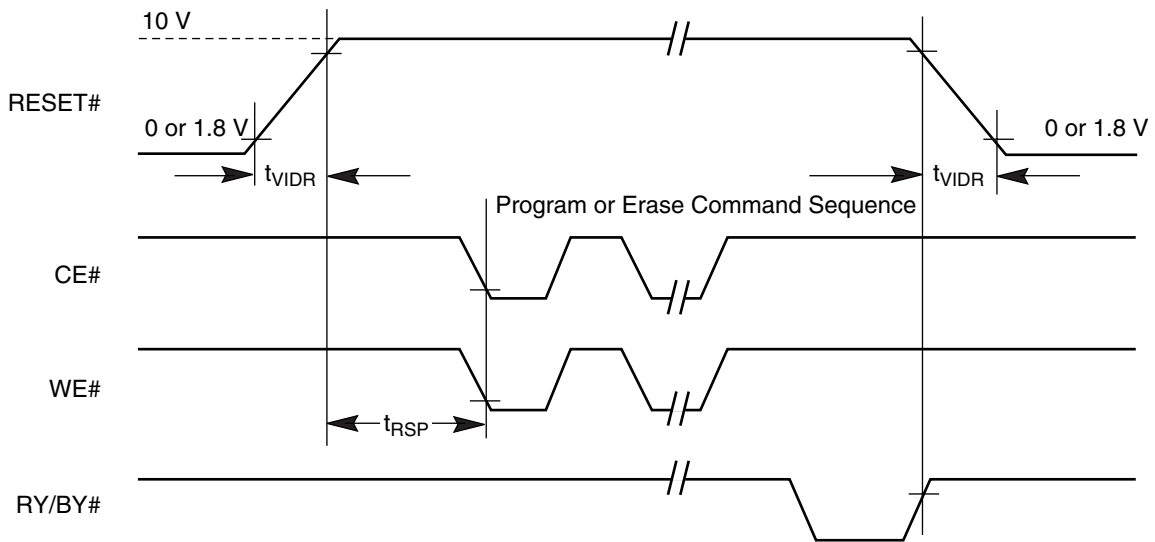 10 V
RESET#
0 or 1.8 V
0 or 1.8 V
tVIDR
tVIDR
Program or Erase Command Sequence
CE#
WE#
tRSP
RY/BY#